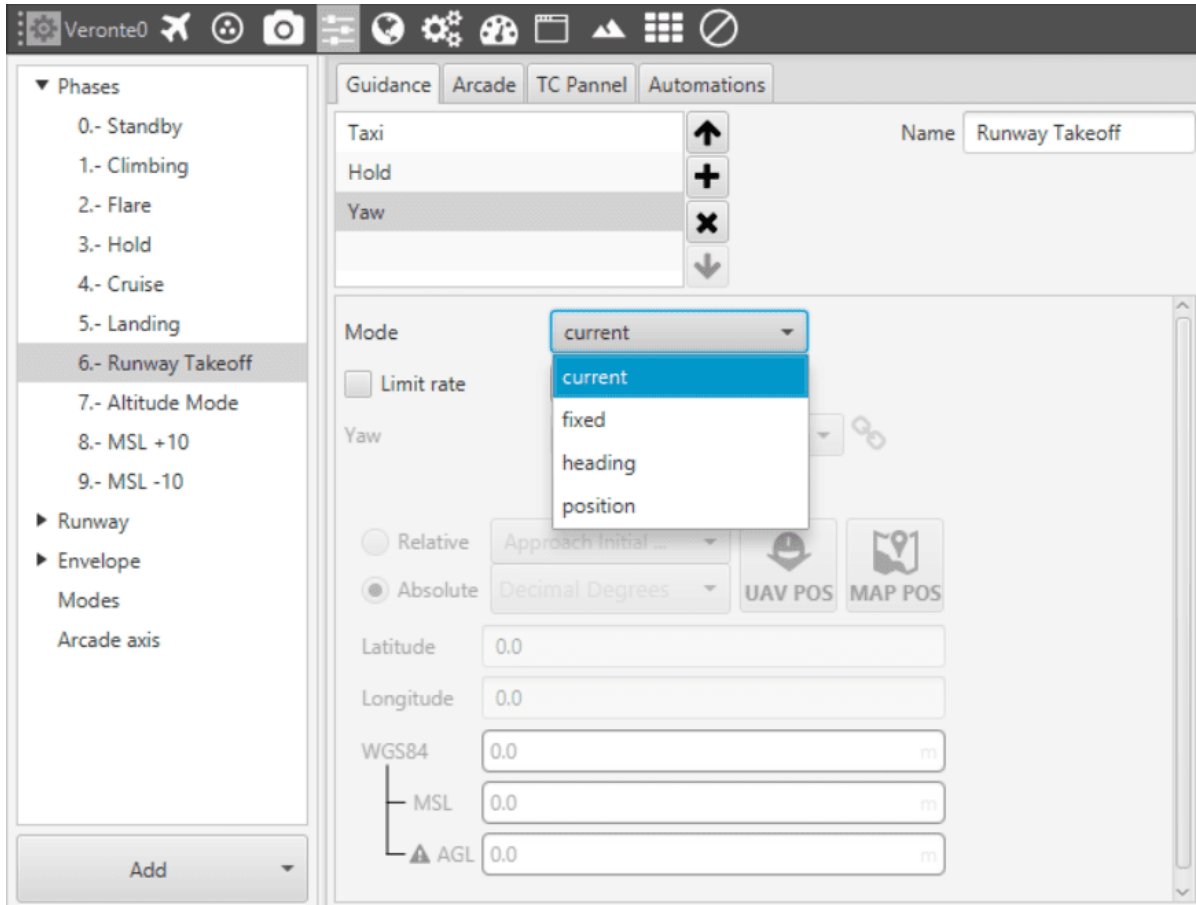 Veronte0
Phases
0.- Standby
1.- Climbing
2.- Flare
3.- Hold
4.- Cruise
5.- Landing
6.- Runway Takeoff
7.- Altitude Mode
8.- MSL +10
9.- MSL -10
Runway
Envelope
Modes
Arcade axis
Add
Guidance Arcade TC Pannel Automations
Taxi
Hold
Yaw
Name Runway Takeoff
Mode current
current
fixed
heading
position
Limit rate
Yaw
Relative Approach Initial ...
Absolute Decimal Degrees
UAV POS MAP POS
Latitude 0.0
Longitude 0.0
WGS84 0.0 m
MSL 0.0 m
AGL 0.0 m